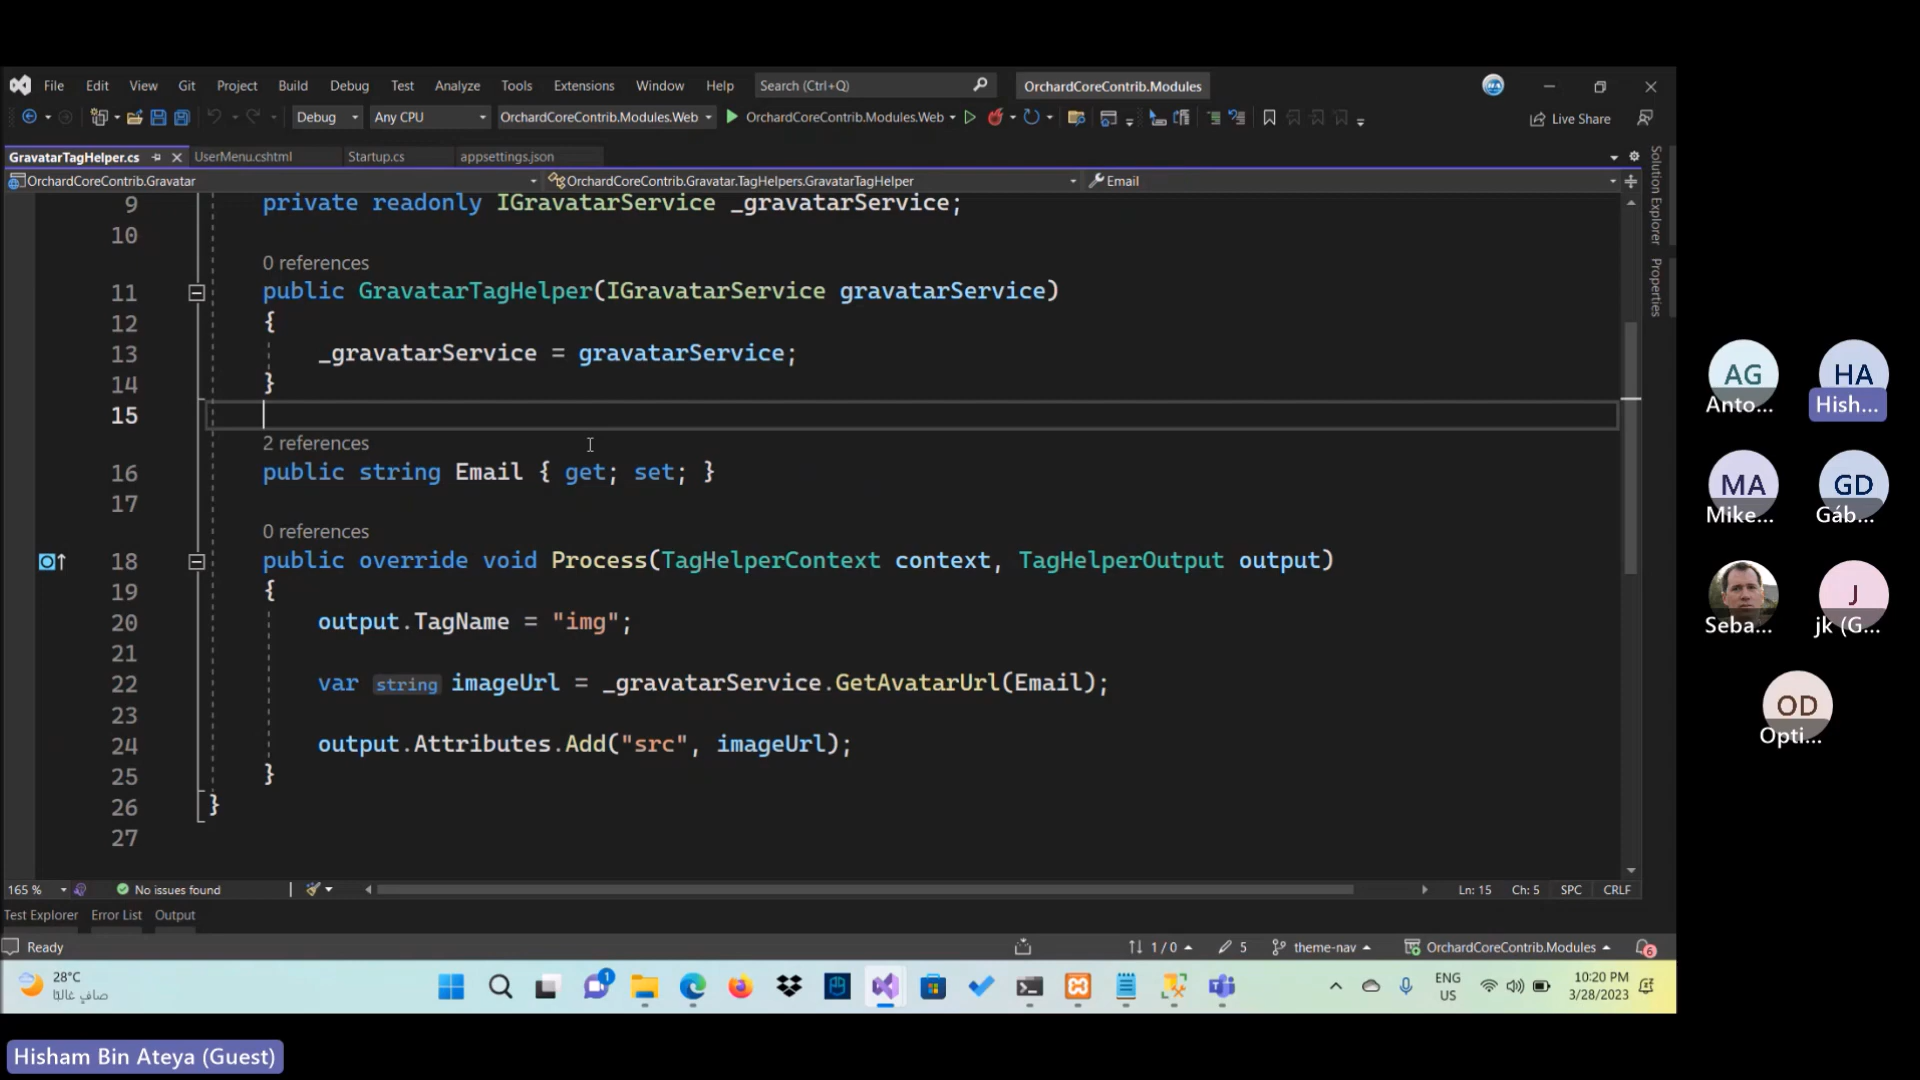 File Edit View Git Project Build Debug Test Analyze Tools Extensions Window Help Search (Ctrl+Q) OrchardCoreContrib.Modules
Debug Any CPU OrchardCoreContrib.Modules.Web OrchardCoreContrib.Modules.Web Live Share
GravatarTagHelper.cs UserMenu.cshtml Startup.cs appsettings.json
OrchardCoreContrib.Gravatar OrchardCoreContrib.Gravatar.TagHelpers.GravatarTagHelper Email
Solution Explorer
Properties
9 private readonly IGravatarService _gravatarService;
10
0 references
11 public GravatarTagHelper(IGravatarService gravatarService)
12 {
13 _gravatarService = gravatarService;
14 }
15
2 references
16 public string Email { get; set; }
17
0 references
18 public override void Process(TagHelperContext context, TagHelperOutput output)
19 {
20 output.TagName = "img";
21
22 var string imageUrl = _gravatarService.GetAvatarUrl(Email);
23
24 output.Attributes.Add("src", imageUrl);
25 }
26 }
27
165 % No issues found Ln: 15 Ch: 5 SPC CRLF
Test Explorer Error List Output
Ready 1 / 0 5 theme-nav OrchardCoreContrib.Modules 6
28°C
صافٍ غالبًا
1
ENG
US
10:20 PM
3/28/2023
AG
Anto...
HA
Hish...
MA
Mike...
GD
Gáb...
Seba...
J
jk (G...
OD
Opti...
Hisham Bin Ateya (Guest)